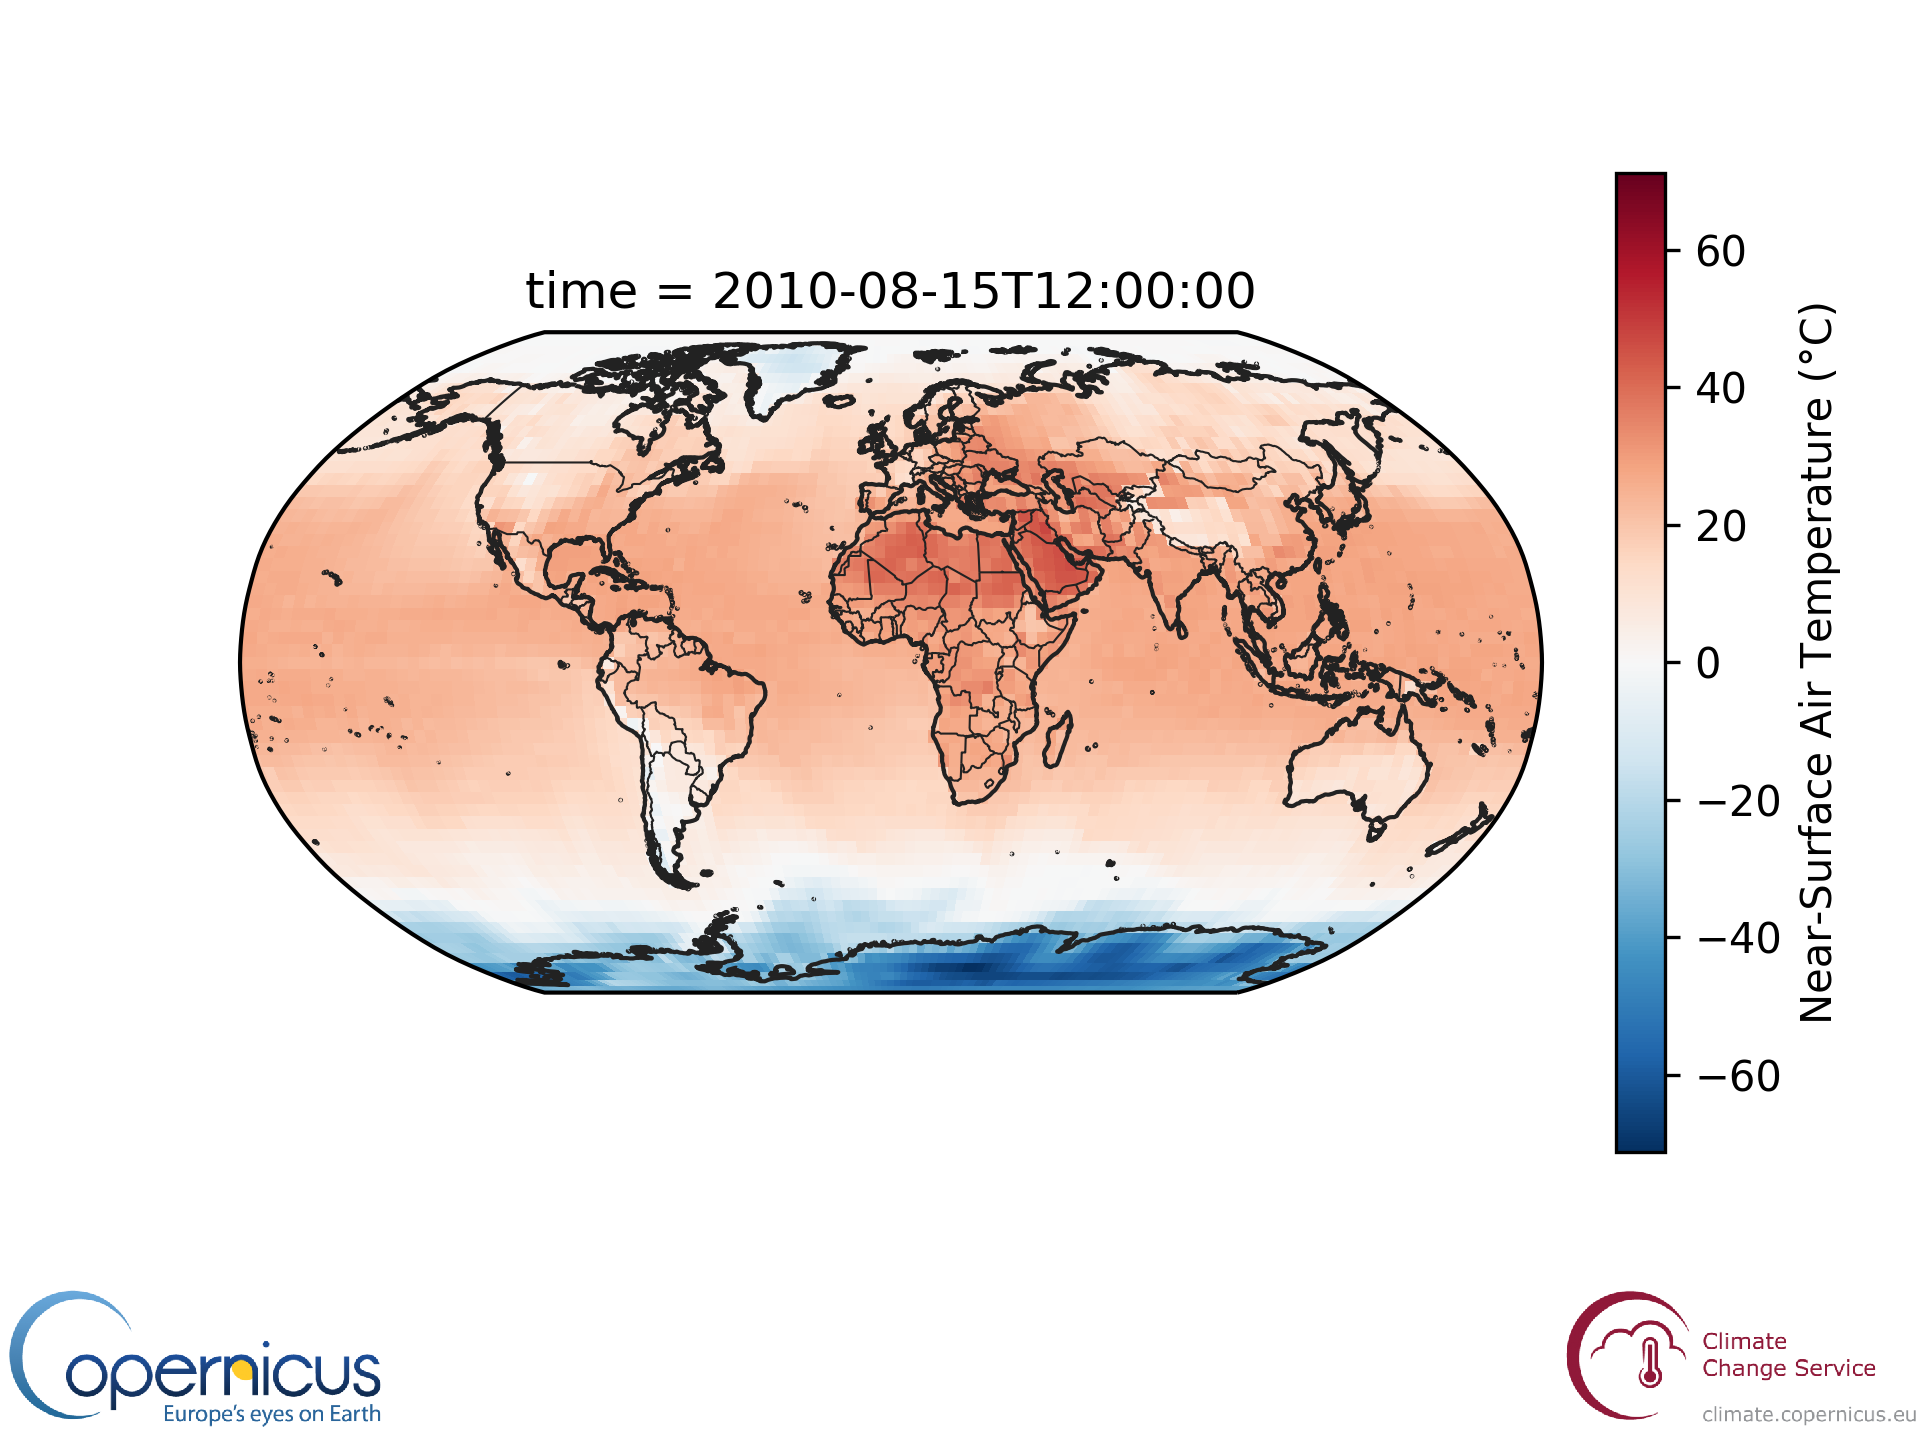 time = 2010-08-15T12:00:00
60
40
20
0
−20
−40
−60
Near-Surface Air Temperature (°C)
opernicus
Europe's eyes on Earth
Climate
Change Service
climate.copernicus.eu